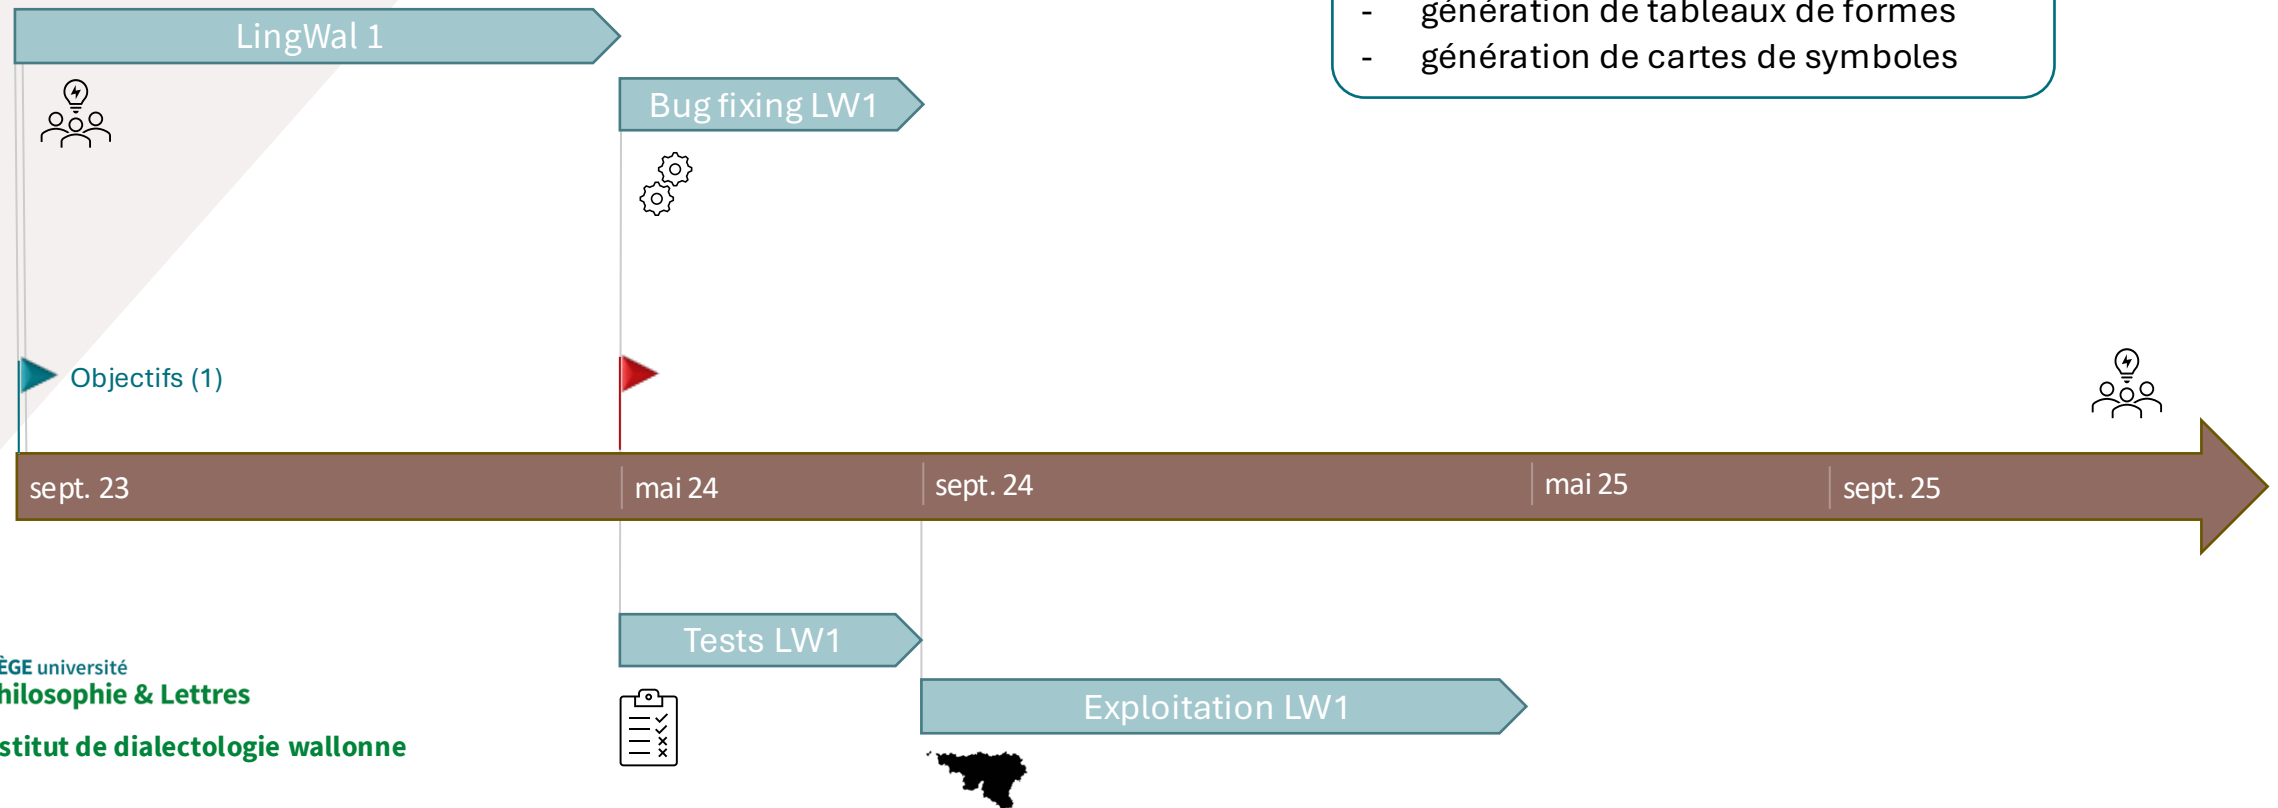 LingWal 1
- génération de tableaux de formes
- génération de cartes de symboles
Bug fixing LW1
Objectifs (1)
sept. 23
mai 24
sept. 24
mai 25
sept. 25
Tests LW1
Exploitation LW1
ÈGE université
hilosophie & Lettres
stitut de dialectologie wallonne